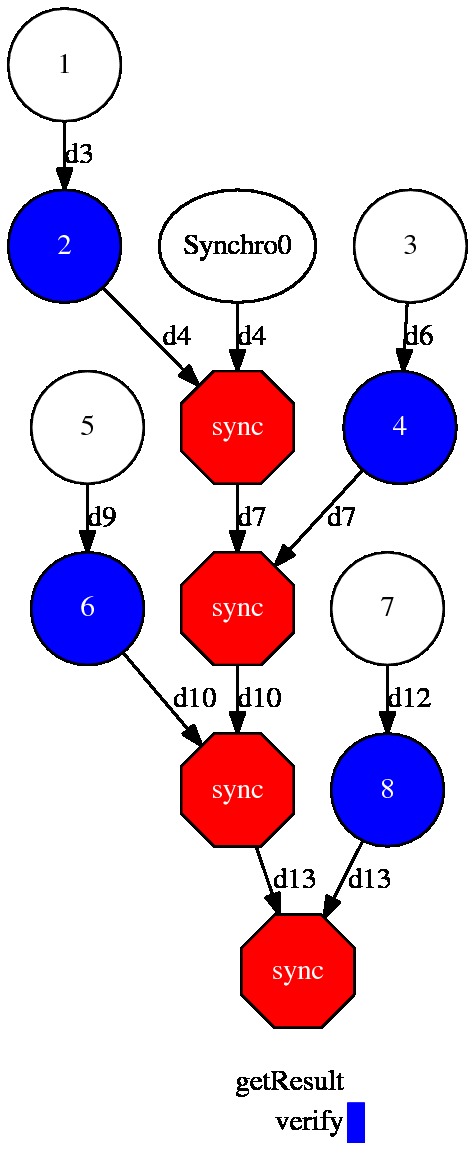 1
d3
2
Synchro0
3
d4
d4
d6
5
sync
4
d9
d7
d7
6
sync
7
d10
d10
d12
sync
8
d13
d13
sync
getResult
verify